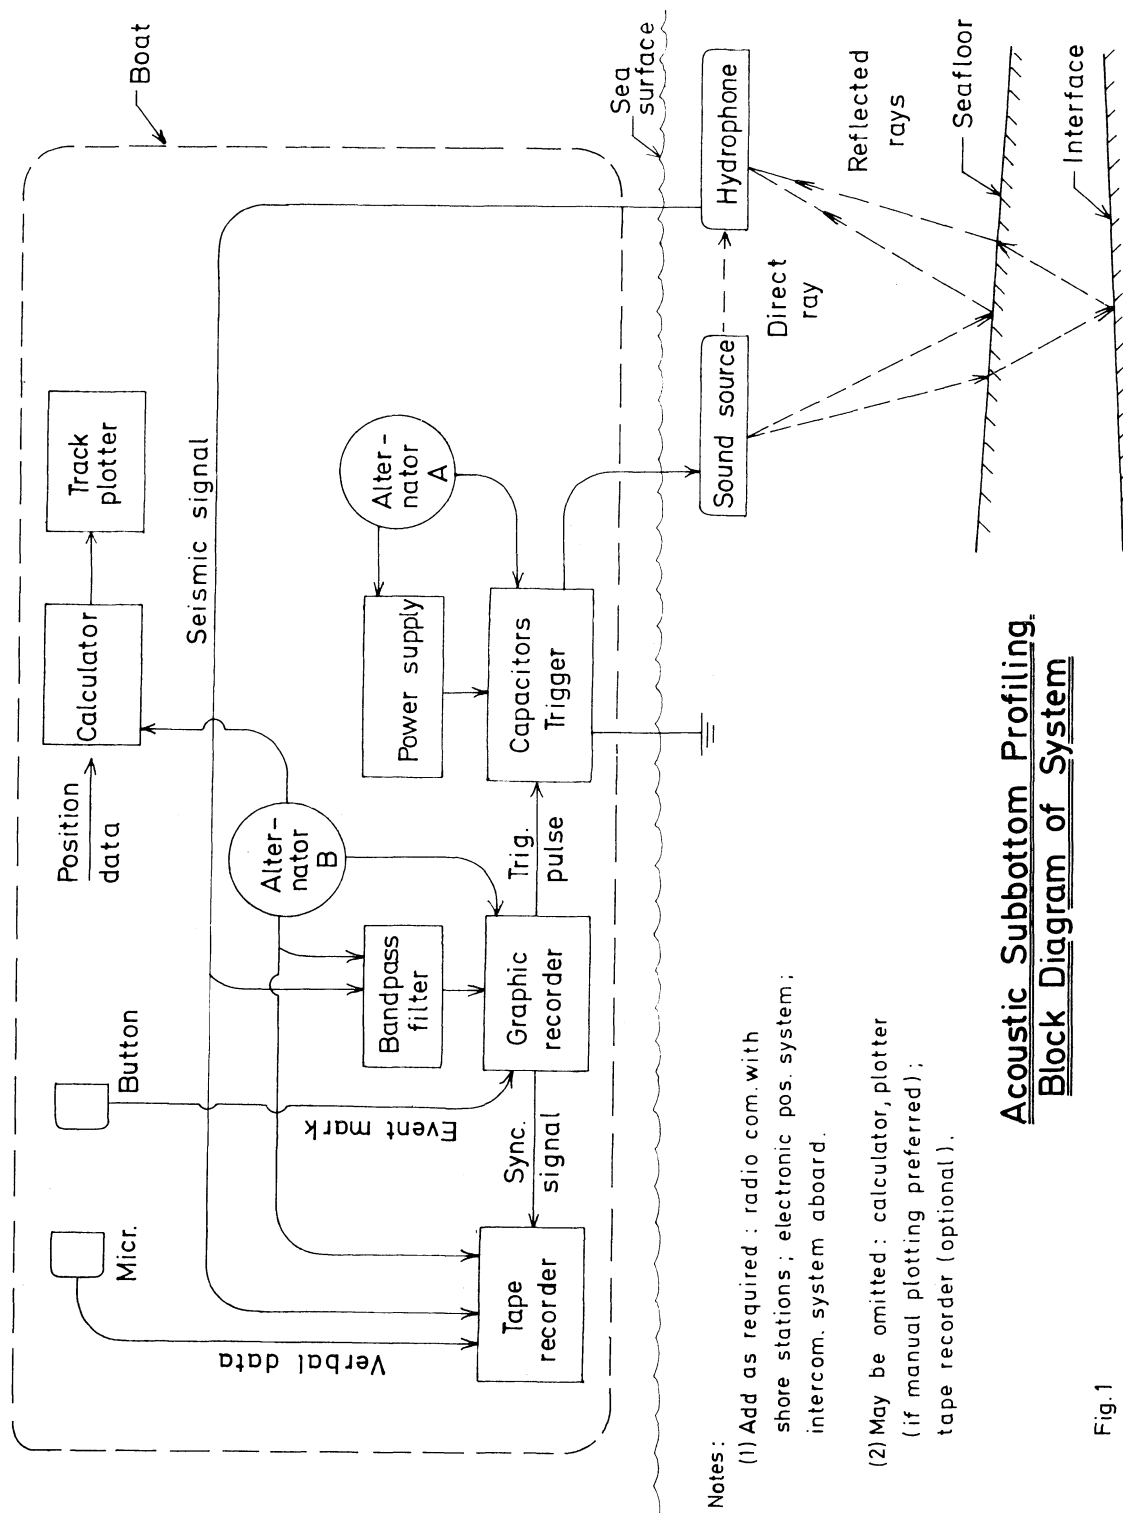 Boat
Micr.
Button
Position
data
Calculator
Track
plotter
Verbal data
Event mark
Seismic signal
Alter-
nator
B
Alter-
nator
A
Bandpass
filter
Power supply
Tape
recorder
Sync.
signal
Graphic
recorder
Trig.
pulse
Capacitors
Trigger
Sea
surface
Sound source
Hydrophone
Direct
ray
Reflected
rays
Seafloor
Interface
Notes:
(1) Add as required : radio com. with
shore stations ; electronic pos. system ;
intercom. system aboard.
(2) May be omitted : calculator, plotter
(if manual plotting preferred) ;
tape recorder (optional).
Acoustic Subbottom Profiling.
Block Diagram of System
Fig. 1